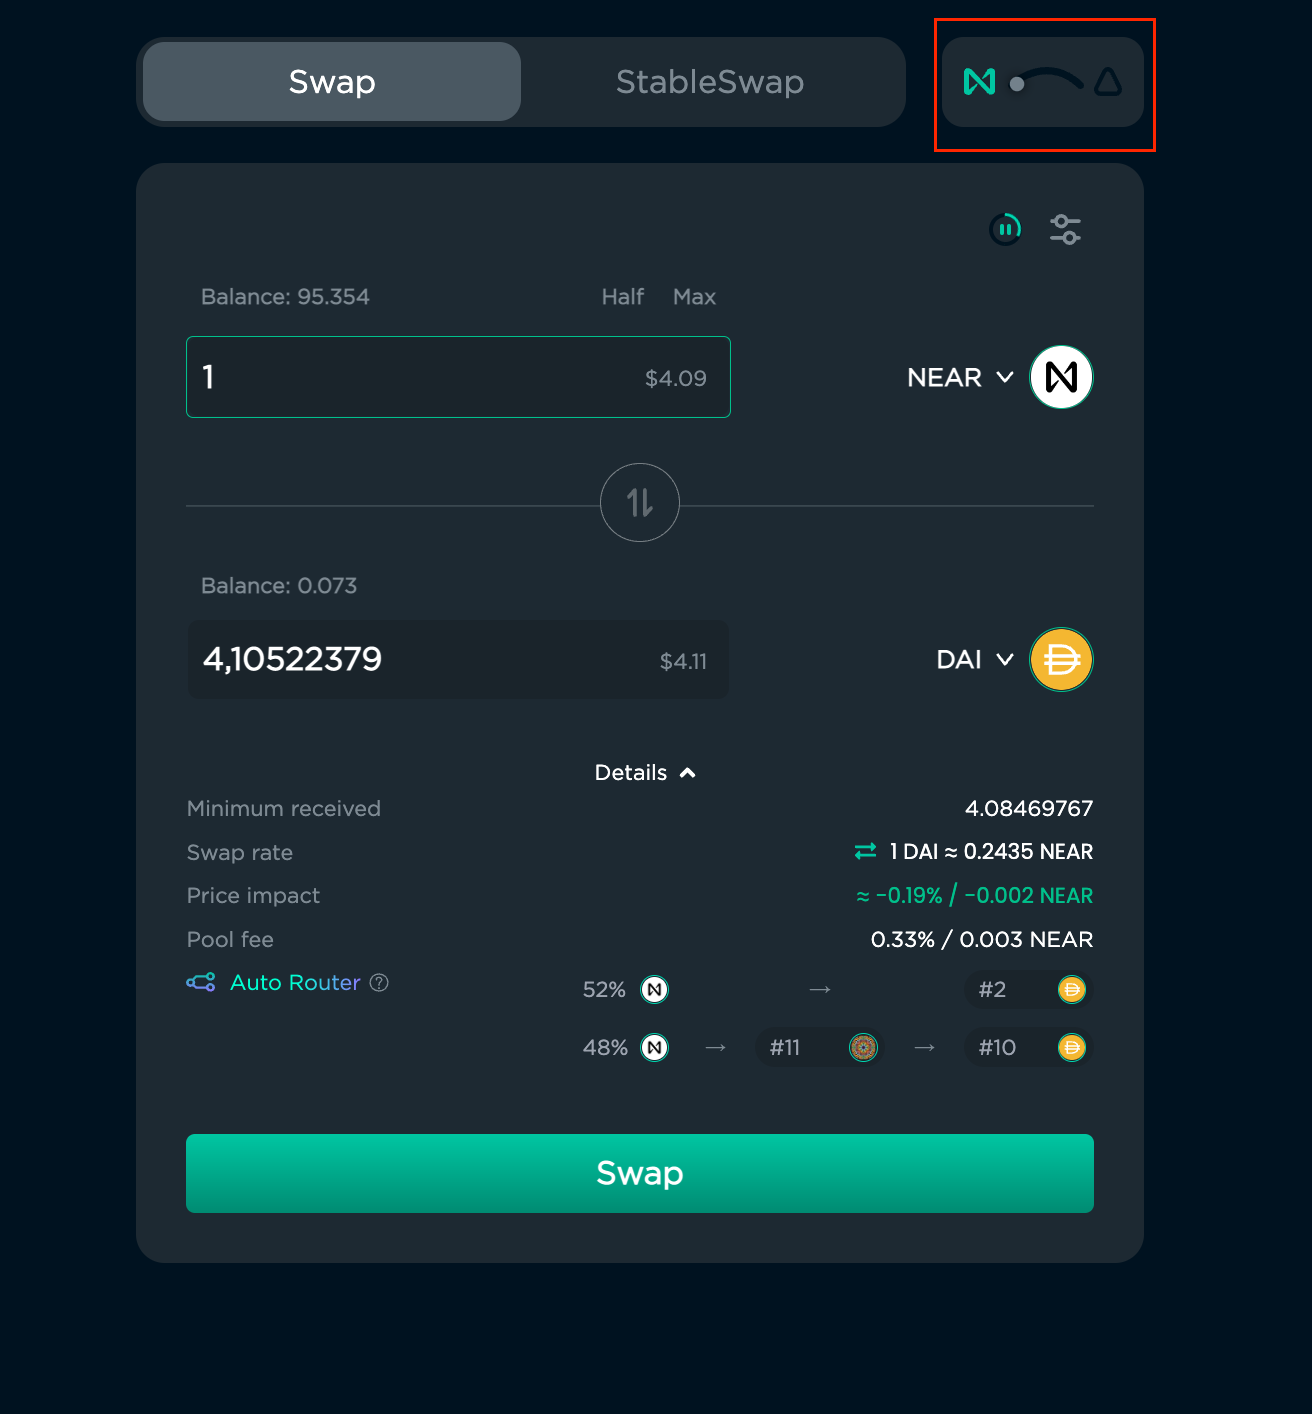 Swap StableSwap
Balance: 95.354 Half Max
1 $4.09 NEAR
Balance: 0.073
4,10522379 $4.11 DAI
Details
Minimum received 4.08469767
Swap rate 1 DAI ≈ 0.2435 NEAR
Price impact ≈ -0.19% / -0.002 NEAR
Pool fee 0.33% / 0.003 NEAR
Auto Router ? 52% → #2
48% → #11 → #10
Swap